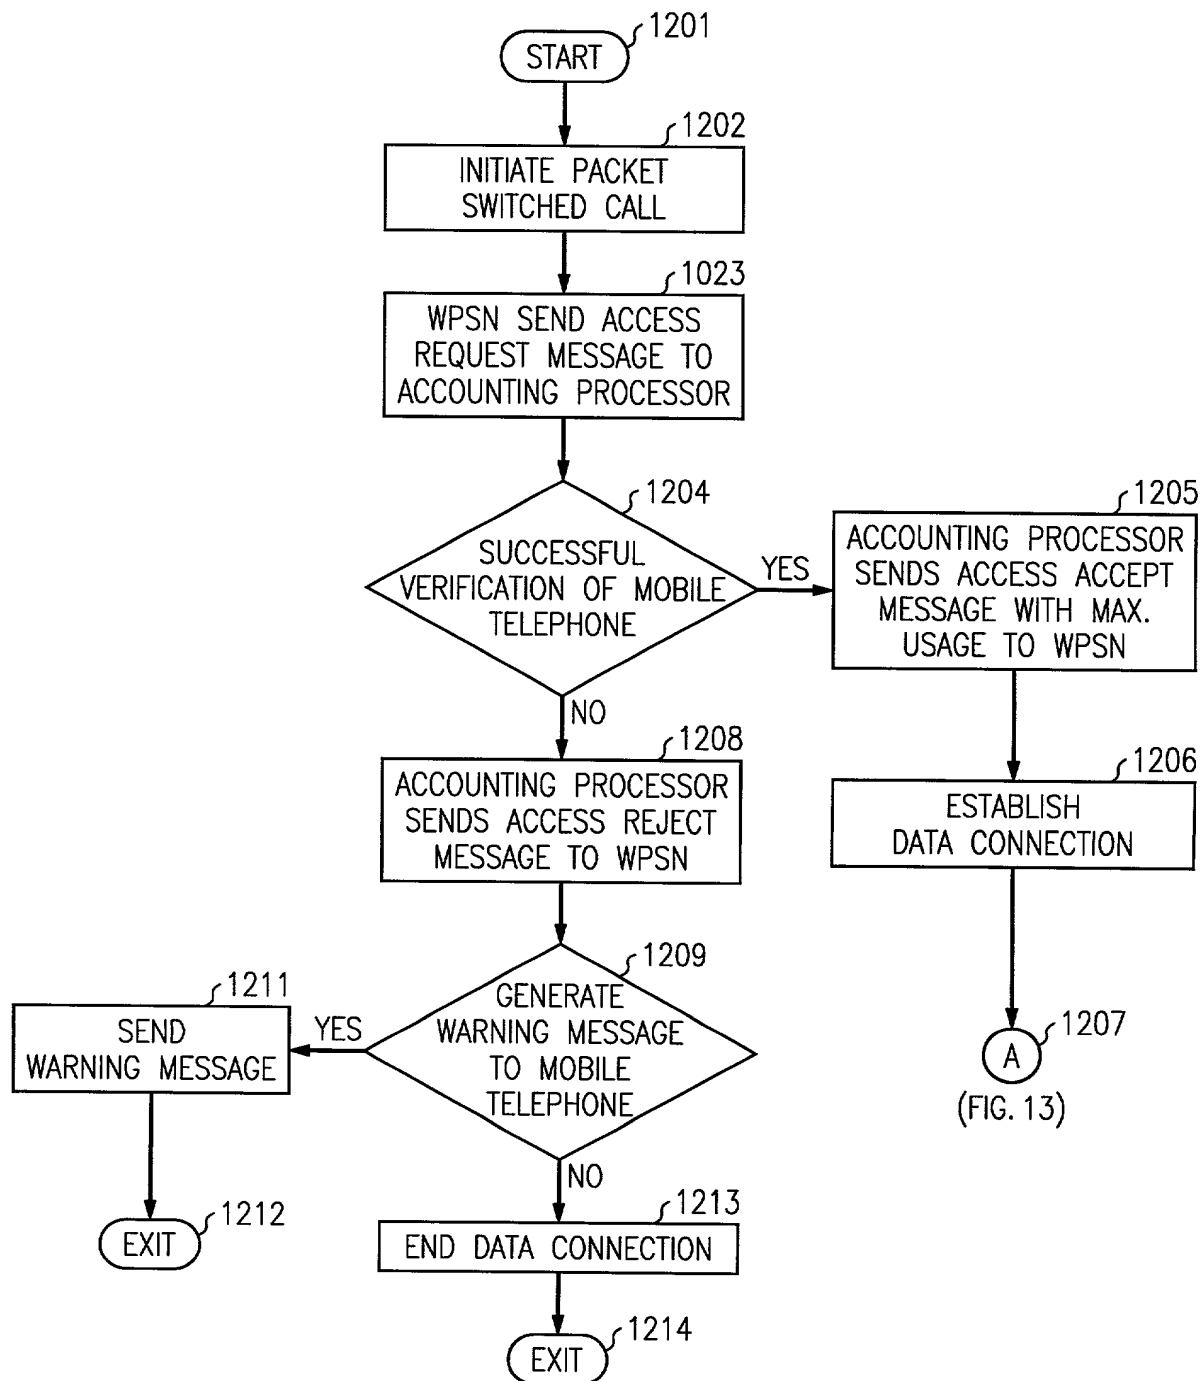 1201
START
1202
INITIATE PACKET
SWITCHED CALL
1023
WPSN SEND ACCESS
REQUEST MESSAGE TO
ACCOUNTING PROCESSOR
1204
SUCCESSFUL
VERIFICATION OF MOBILE
TELEPHONE
YES
1205
ACCOUNTING PROCESSOR
SENDS ACCESS ACCEPT
MESSAGE WITH MAX.
USAGE TO WPSN
NO
1208
ACCOUNTING PROCESSOR
SENDS ACCESS REJECT
MESSAGE TO WPSN
1206
ESTABLISH
DATA CONNECTION
1209
GENERATE
WARNING MESSAGE
TO MOBILE
TELEPHONE
YES
1211
SEND
WARNING MESSAGE
1207
A
(FIG. 13)
NO
1212
EXIT
1213
END DATA CONNECTION
1214
EXIT